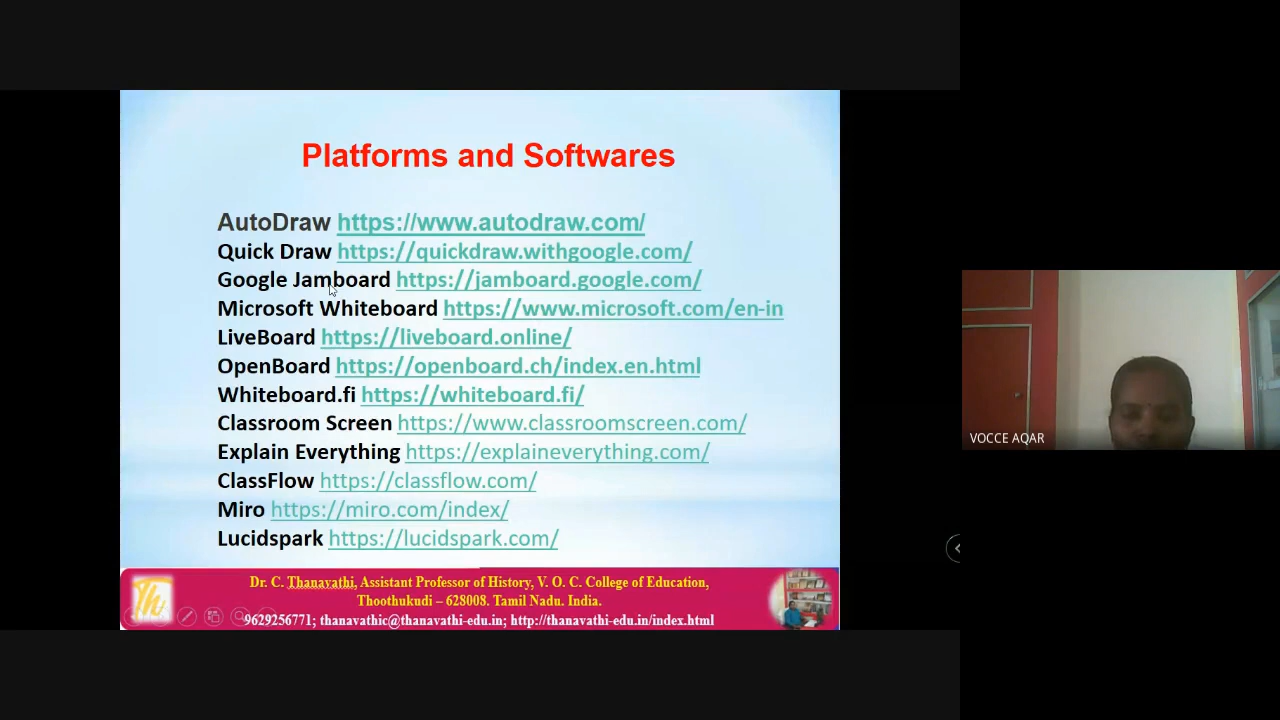 Platforms and Softwares
AutoDraw https://www.autodraw.com/
Quick Draw https://quickdraw.withgoogle.com/
Google Jamboard https://jamboard.google.com/
Microsoft Whiteboard https://www.microsoft.com/en-in
LiveBoard https://liveboard.online/
OpenBoard https://openboard.ch/index.en.html
Whiteboard.fi https://whiteboard.fi/
Classroom Screen https://www.classroomscreen.com/
Explain Everything https://explaineverything.com/
ClassFlow https://classflow.com/
Miro https://miro.com/index/
Lucidspark https://lucidspark.com/
Th
Dr. C. Thanavathi, Assistant Professor of History, V. O. C. College of Education,
Thoothukudi – 628008. Tamil Nadu. India.
9629256771; thanavathic@thanavathi-edu.in; http://thanavathi-edu.in/index.html
VOCCE AQAR